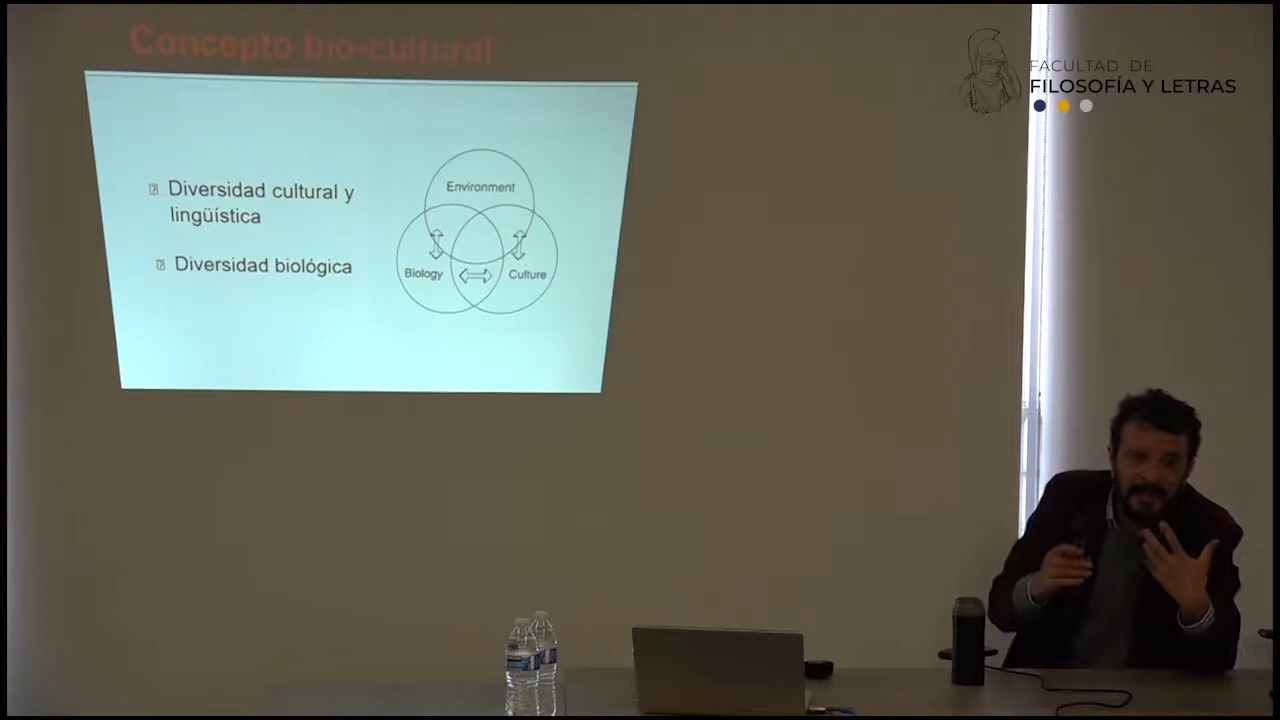 Concepto bio-cultural
FACULTAD DE
FILOSOFÍA Y LETRAS
Diversidad cultural y
lingüística
Diversidad biológica
Environment
Biology
Culture